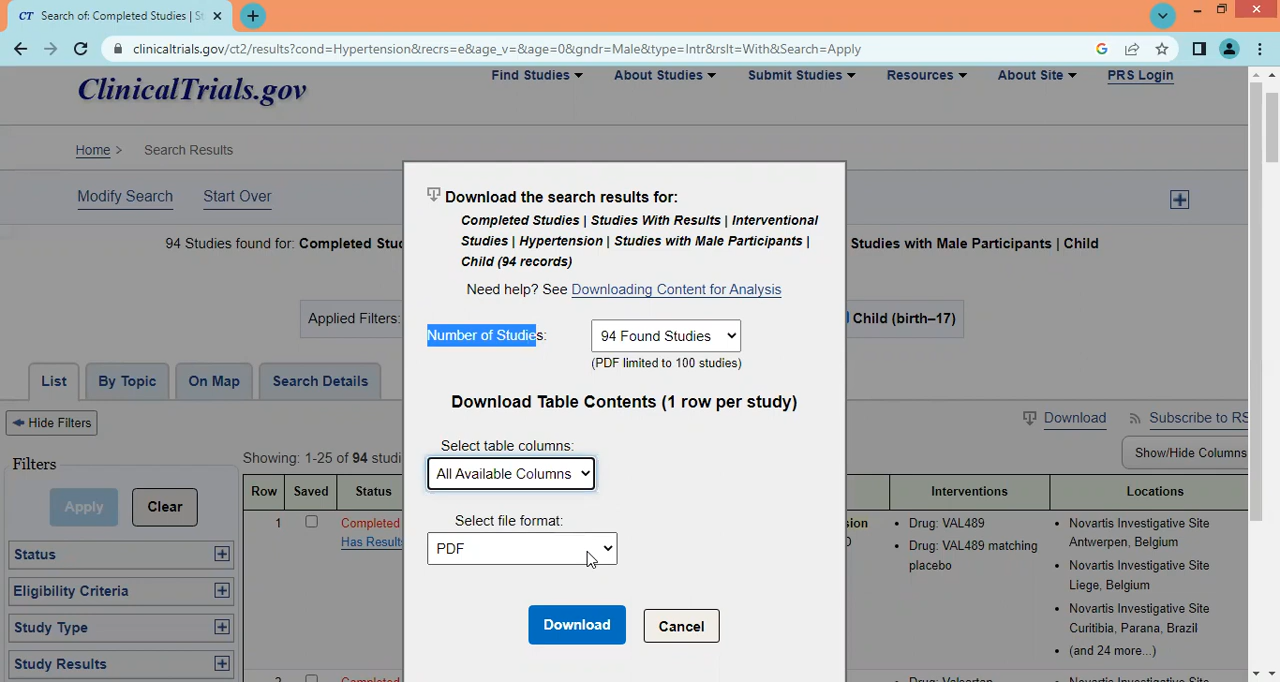 CT Search of: Completed Studies | St
clinicaltrials.gov/ct2/results?cond=Hypertension&recrs=e&age_v=&age=0&gndr=Male&type=Intr&rslt=With&Search=Apply
ClinicalTrials.gov
Find Studies
About Studies
Submit Studies
Resources
About Site
PRS Login
Home >
Search Results
Modify Search
Start Over
94 Studies found for: Completed Stud
Studies with Male Participants | Child
Applied Filters:
Child (birth–17)
List
By Topic
On Map
Search Details
Hide Filters
Download
Subscribe to RS
Showing: 1-25 of 94 studi
Show/Hide Columns
Filters
Apply
Clear
Status
Eligibility Criteria
Study Type
Study Results
Row
Saved
Status
Interventions
Locations
1
Completed
Has Results
sion
• Drug: VAL489
• Drug: VAL489 matching
placebo
• Novartis Investigative Site
Antwerpen, Belgium
• Novartis Investigative Site
Liege, Belgium
• Novartis Investigative Site
Curitiba, Parana, Brazil
• (and 24 more...)
Download the search results for:
Completed Studies | Studies With Results | Interventional
Studies | Hypertension | Studies with Male Participants |
Child (94 records)
Need help? See Downloading Content for Analysis
Number of Studies:
94 Found Studies
(PDF limited to 100 studies)
Download Table Contents (1 row per study)
Select table columns:
All Available Columns
Select file format:
PDF
Download
Cancel